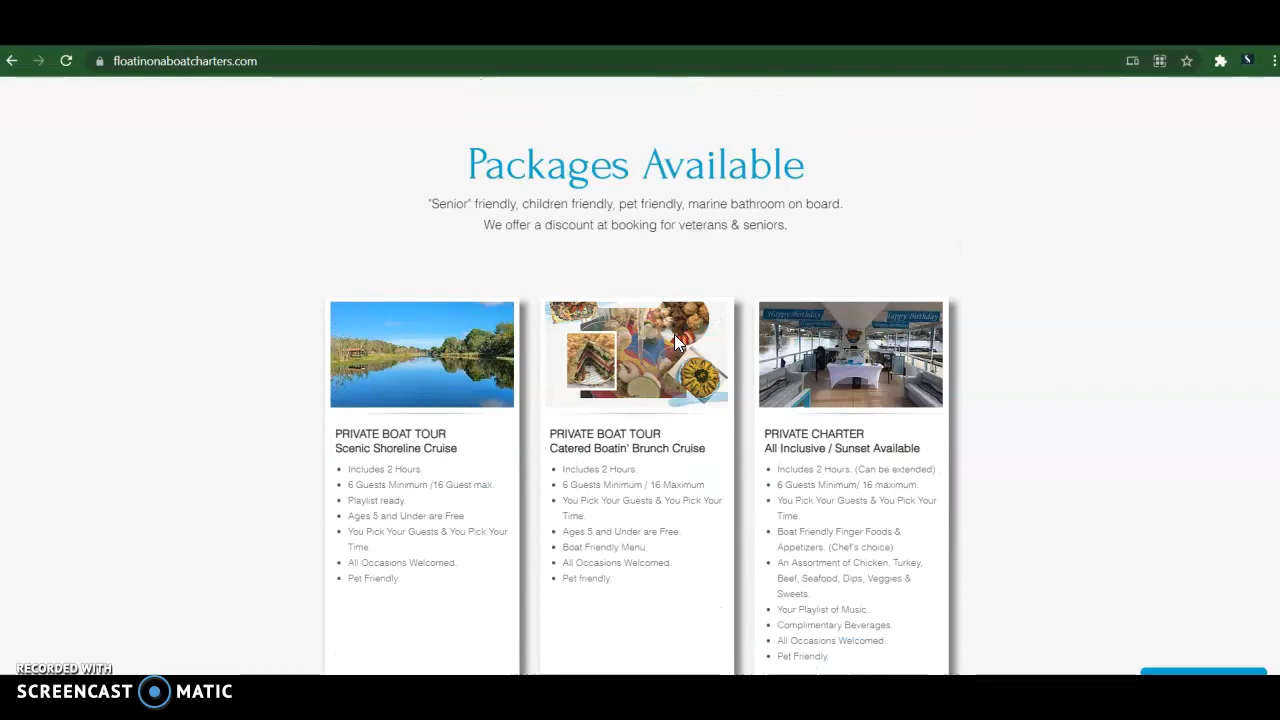 floatinonaboatcharters.com
Packages Available
"Senior" friendly, children friendly, pet friendly, marine bathroom on board.
We offer a discount at booking for veterans & seniors.
Happy Birthday
Happy Birthday
PRIVATE BOAT TOUR
Scenic Shoreline Cruise
Includes 2 Hours.
6 Guests Minimum /16 Guest max.
Playlist ready.
Ages 5 and Under are Free
You Pick Your Guests & You Pick Your
Time.
All Occasions Welcomed.
Pet Friendly.
PRIVATE BOAT TOUR
Catered Boatin' Brunch Cruise
Includes 2 Hours.
6 Guests Minimum / 16 Maximum
You Pick Your Guests & You Pick Your
Time.
Ages 5 and Under are Free.
Boat Friendly Menu.
All Occasions Welcomed.
Pet friendly.
PRIVATE CHARTER
All Inclusive / Sunset Available
Includes 2 Hours. (Can be extended) .
6 Guests Minimum/ 16 maximum.
You Pick Your Guests & You Pick Your
Time.
Boat Friendly Finger Foods &
Appetizers. (Chef's choice)
An Assortment of Chicken, Turkey,
Beef, Seafood, Dips, Veggies &
Sweets.
Your Playlist of Music.
Complimentary Beverages.
All Occasions Welcomed.
Pet Friendly.
RECORDED WITH
SCREENCAST MATIC